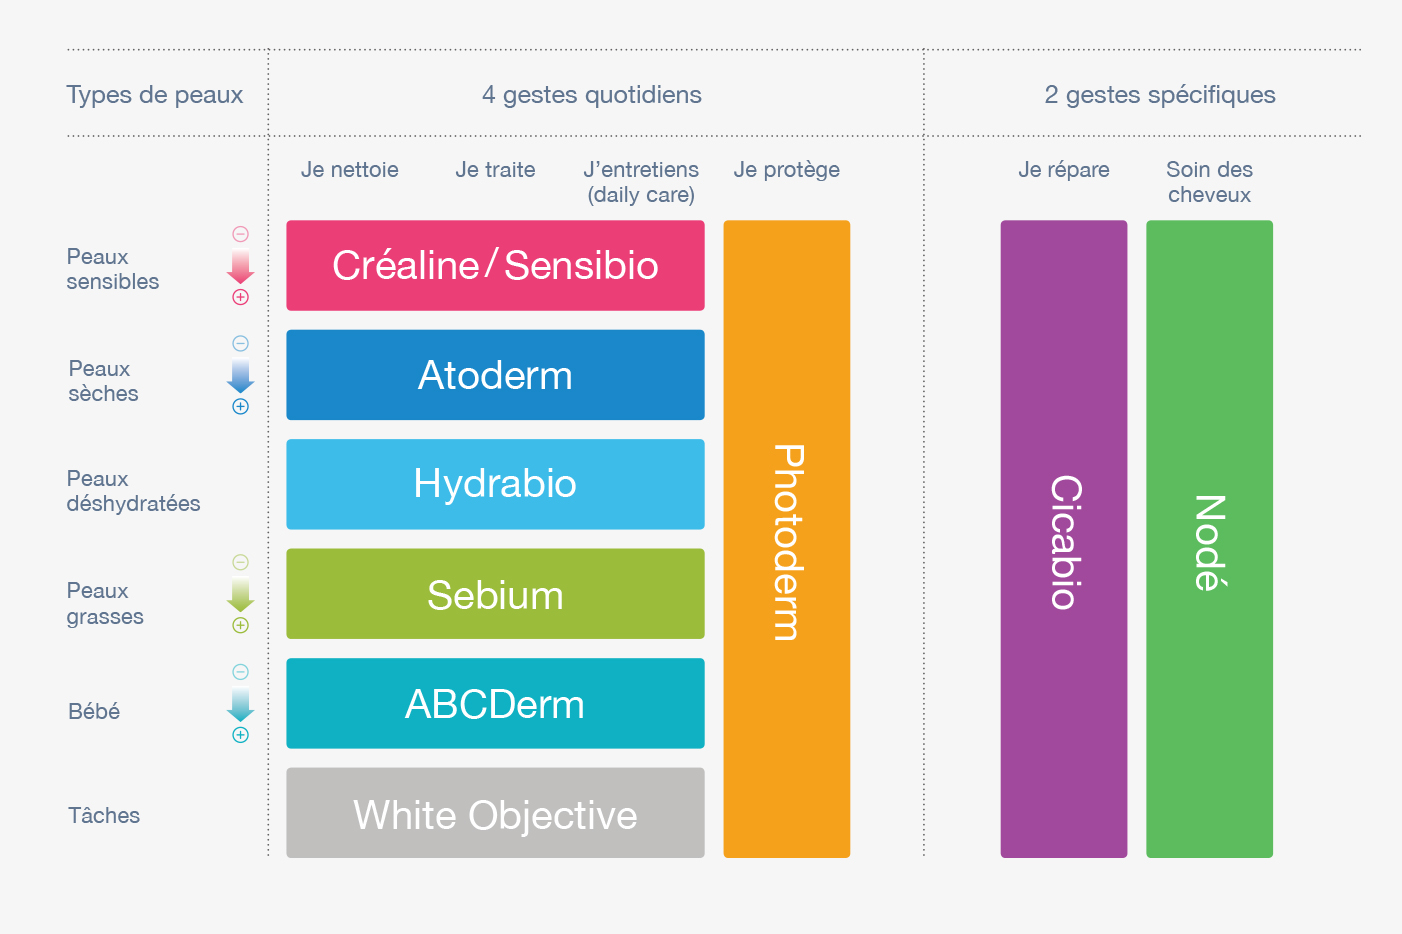 Types de peaux
4 gestes quotidiens
2 gestes spécifiques
Je nettoie
Je traite
J’entretiens
(daily care)
Je protège
Je répare
Soin des
cheveux
Peaux
sensibles
Créaline / Sensibio
Peaux
sèches
Atoderm
Peaux
déshydratées
Hydrabio
Peaux
grasses
Sebium
Bébé
ABCDerm
Tâches
White Objective
Photoderm
Cicabio
Nodé